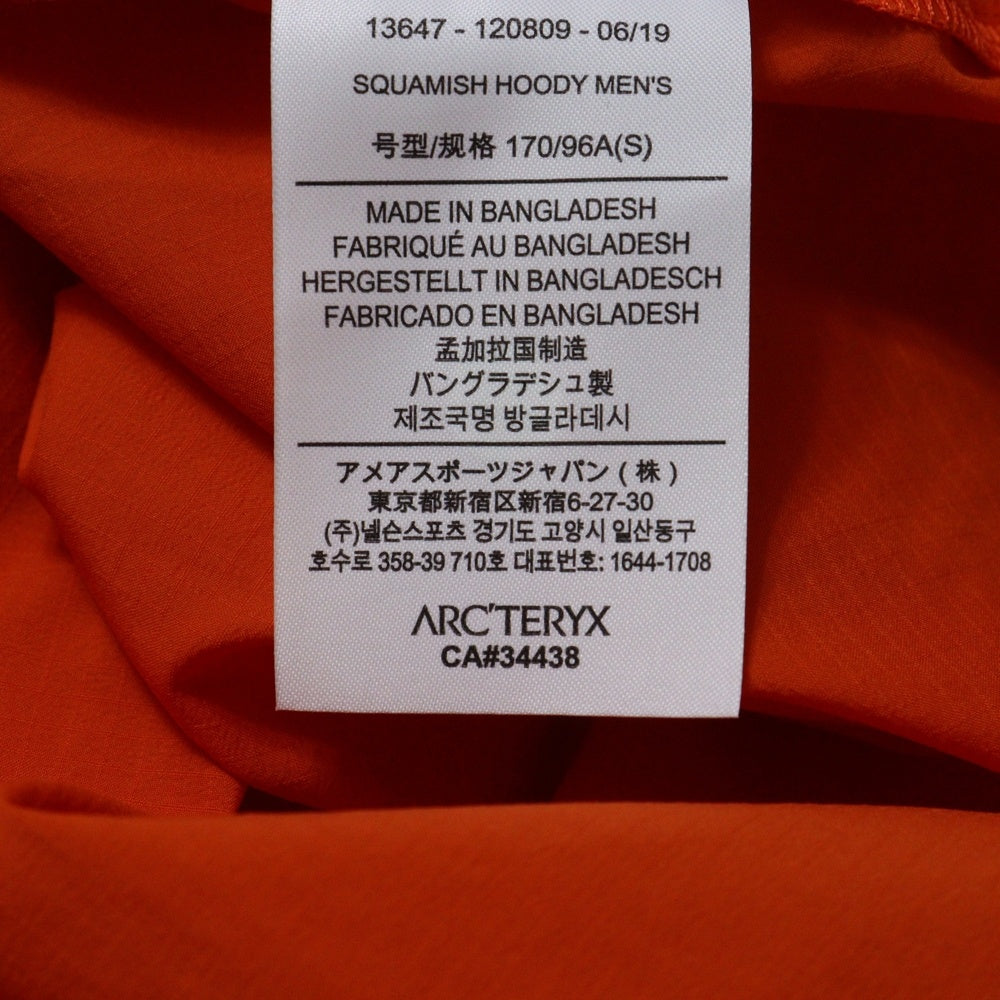 13647 - 120809 - 06/19
SQUAMISH HOODY MEN'S
号型/规格 170/96A(S)
MADE IN BANGLADESH
FABRIQUÉ AU BANGLADESH
HERGESTELLT IN BANGLADESCH
FABRICADO EN BANGLADESH
孟加拉国制造
バングラデシュ製
제조국명 방글라데시
アメアスポーツジャパン(株)
東京都新宿区新宿6-27-30
(주)넬슨스포츠 경기도 고양시 일산동구
호수로 358-39 710호 대표번호: 1644-1708
ARC'TERYX
CA#34438